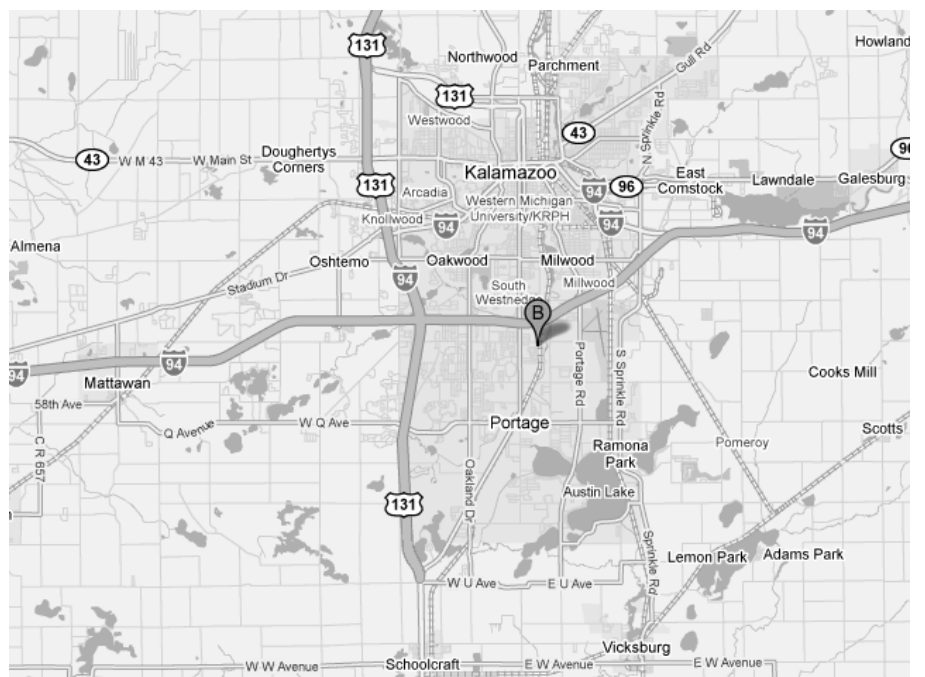 131
Howland
Northwood
Parchment
Gull Rd
131
Westwood
43
N Sprinkle Rd
43
W M 43
W Main St
Doughertys
Corners
Kalamazoo
131
Arcadia
94
96
East
Comstock
Lawndale
Galesburg
Western Michigan
University/KRPH
Knollwood
94
94
94
Almena
Oshtemo
Oakwood
Milwood
Stadium Dr
94
South
Westnedge
Millwood
B
94
94
Mattawan
Portage Rd
S Sprinkle Rd
Cooks Mill
58th Ave
Q Avenue
W Q Ave
Portage
C R 657
Ramona
Park
Pomeroy
Scotts
Oakland Dr
Austin Lake
131
Sprinkle Rd
Lemon Park
Adams Park
W U Ave
E U Ave
Vicksburg
W W Avenue
Schoolcraft
E W Avenue
E W Avenue